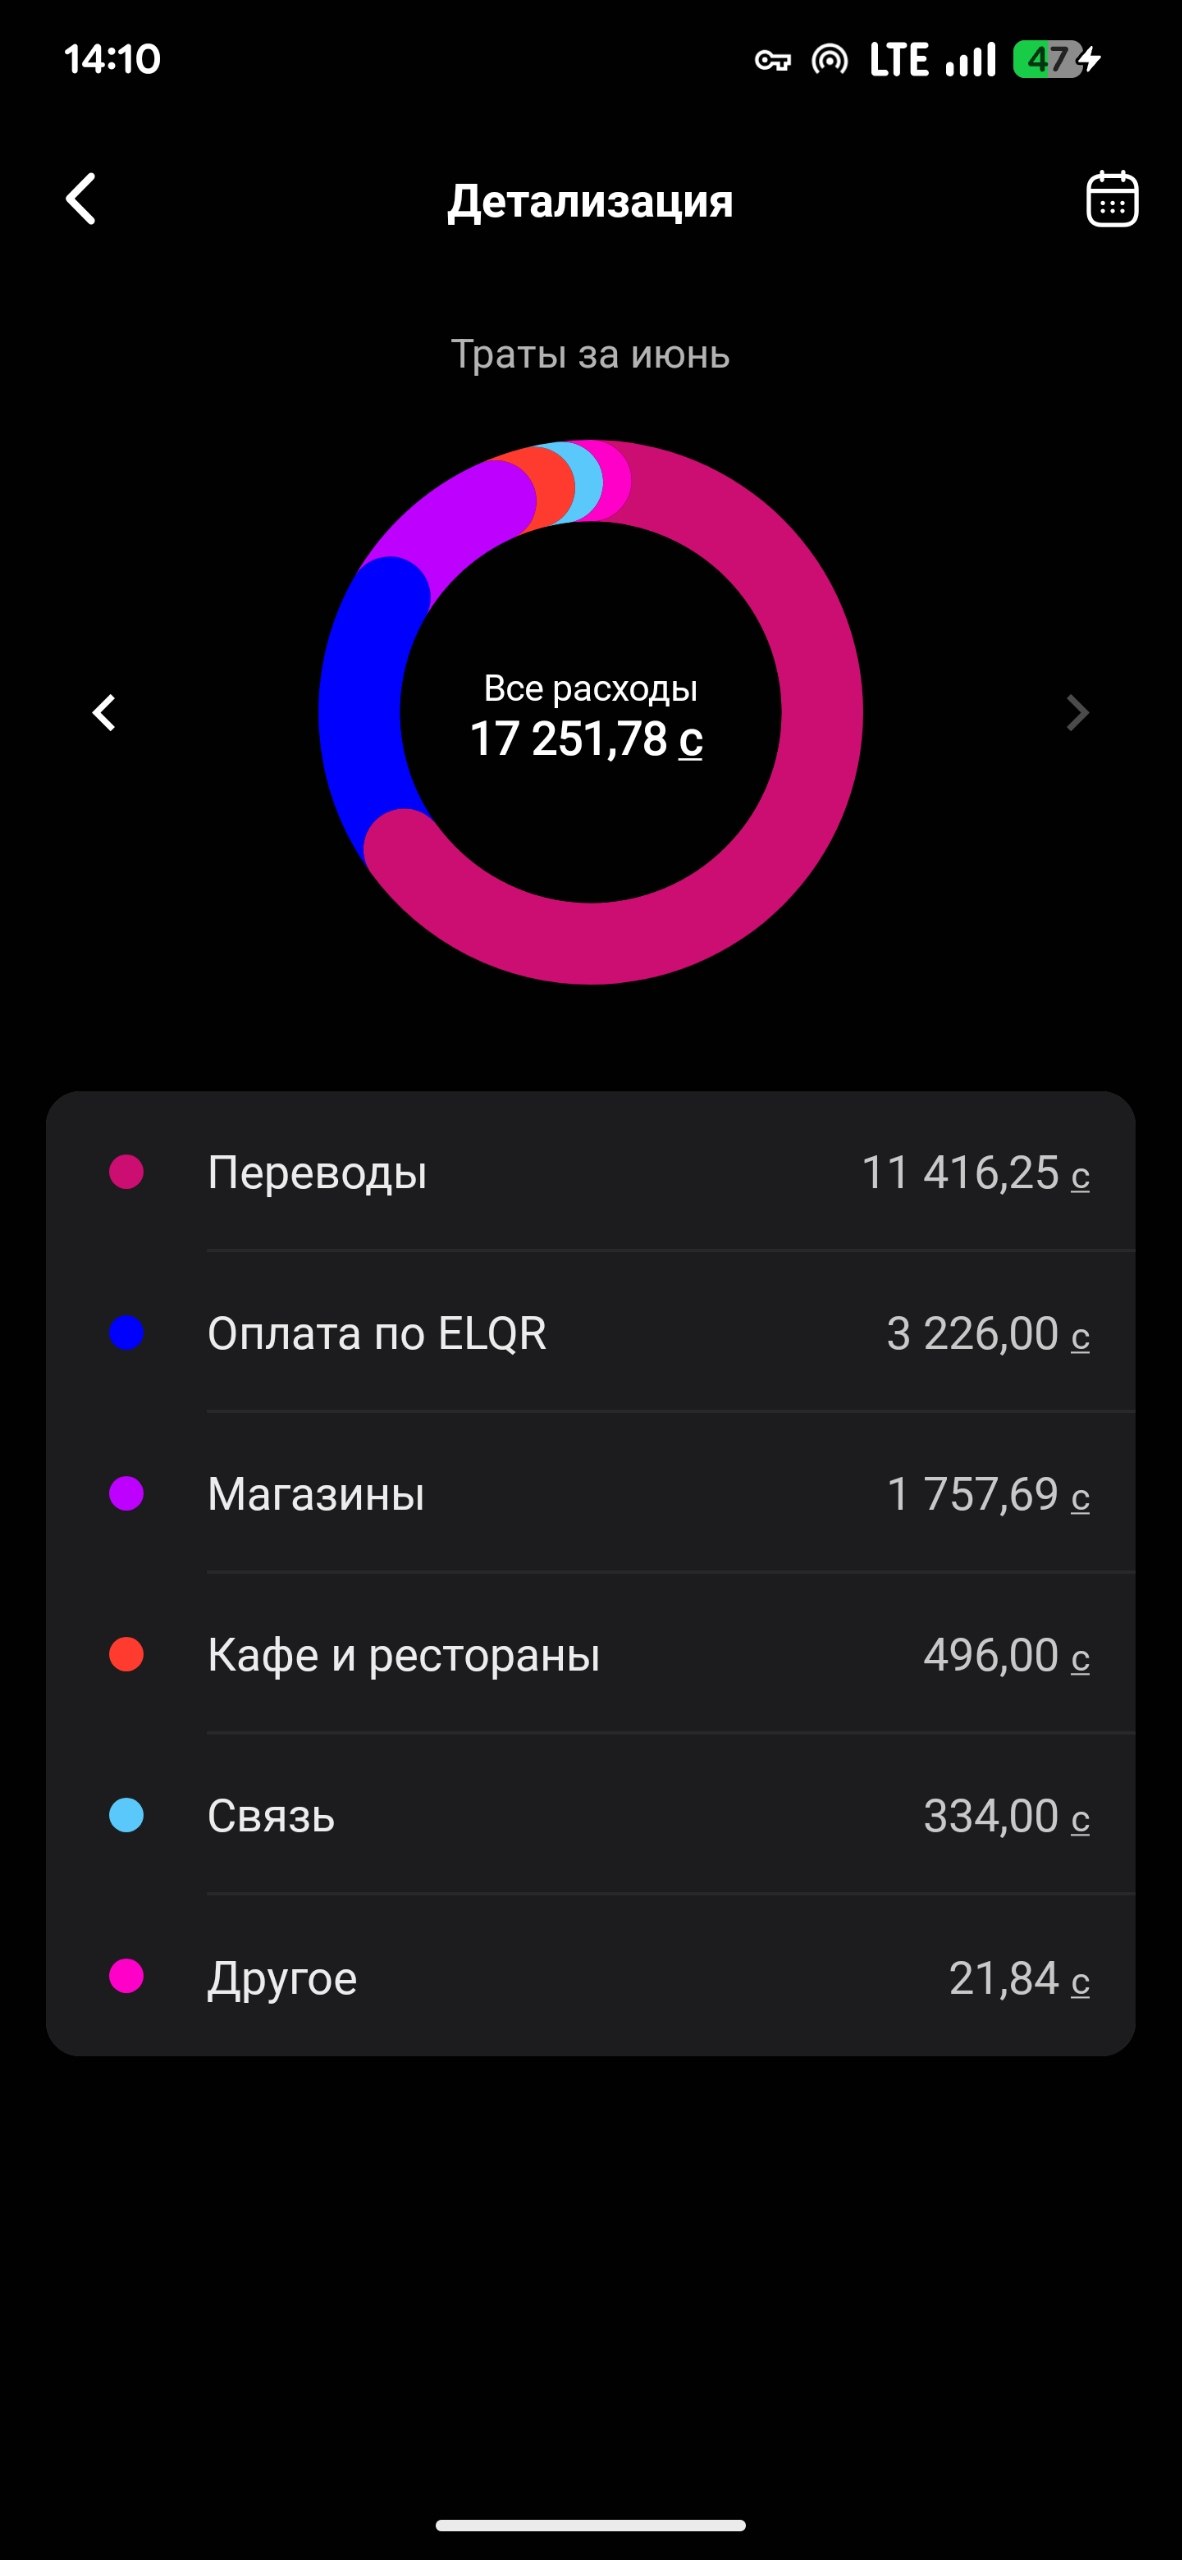 14:10 LTE 47
Детализация
Траты за июнь
Все расходы
17 251,78 с
Переводы 11 416,25 с
Оплата по ELQR 3 226,00 с
Магазины 1 757,69 с
Кафе и рестораны 496,00 с
Связь 334,00 с
Другое 21,84 с